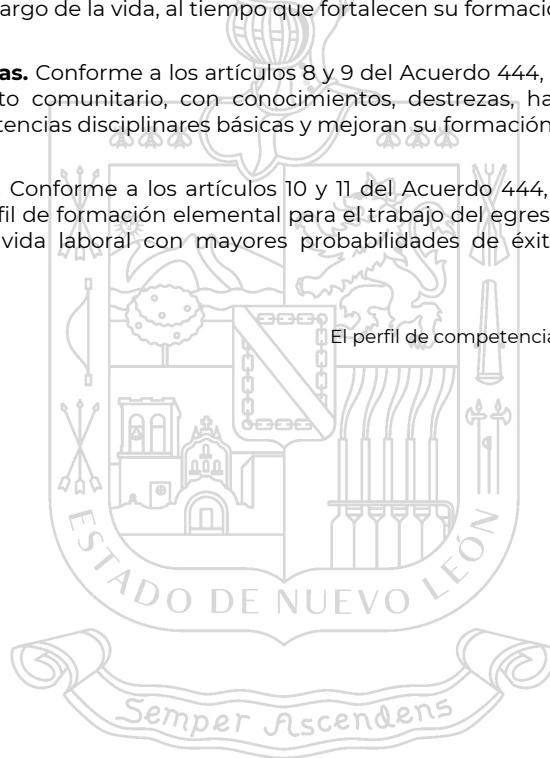 argo de la vida, al tiempo que fortalecen su formació
as. Conforme a los artículos 8 y 9 del Acuerdo 444,
to comunitario, con conocimientos, destrezas, ha
tencias disciplinares básicas y mejoran su formación
. Conforme a los artículos 10 y 11 del Acuerdo 444,
fil de formación elemental para el trabajo del egres
vida laboral con mayores probabilidades de éxit
El perfil de competencia
ESTADO DE NUEVO LEÓN
Semper Ascendens